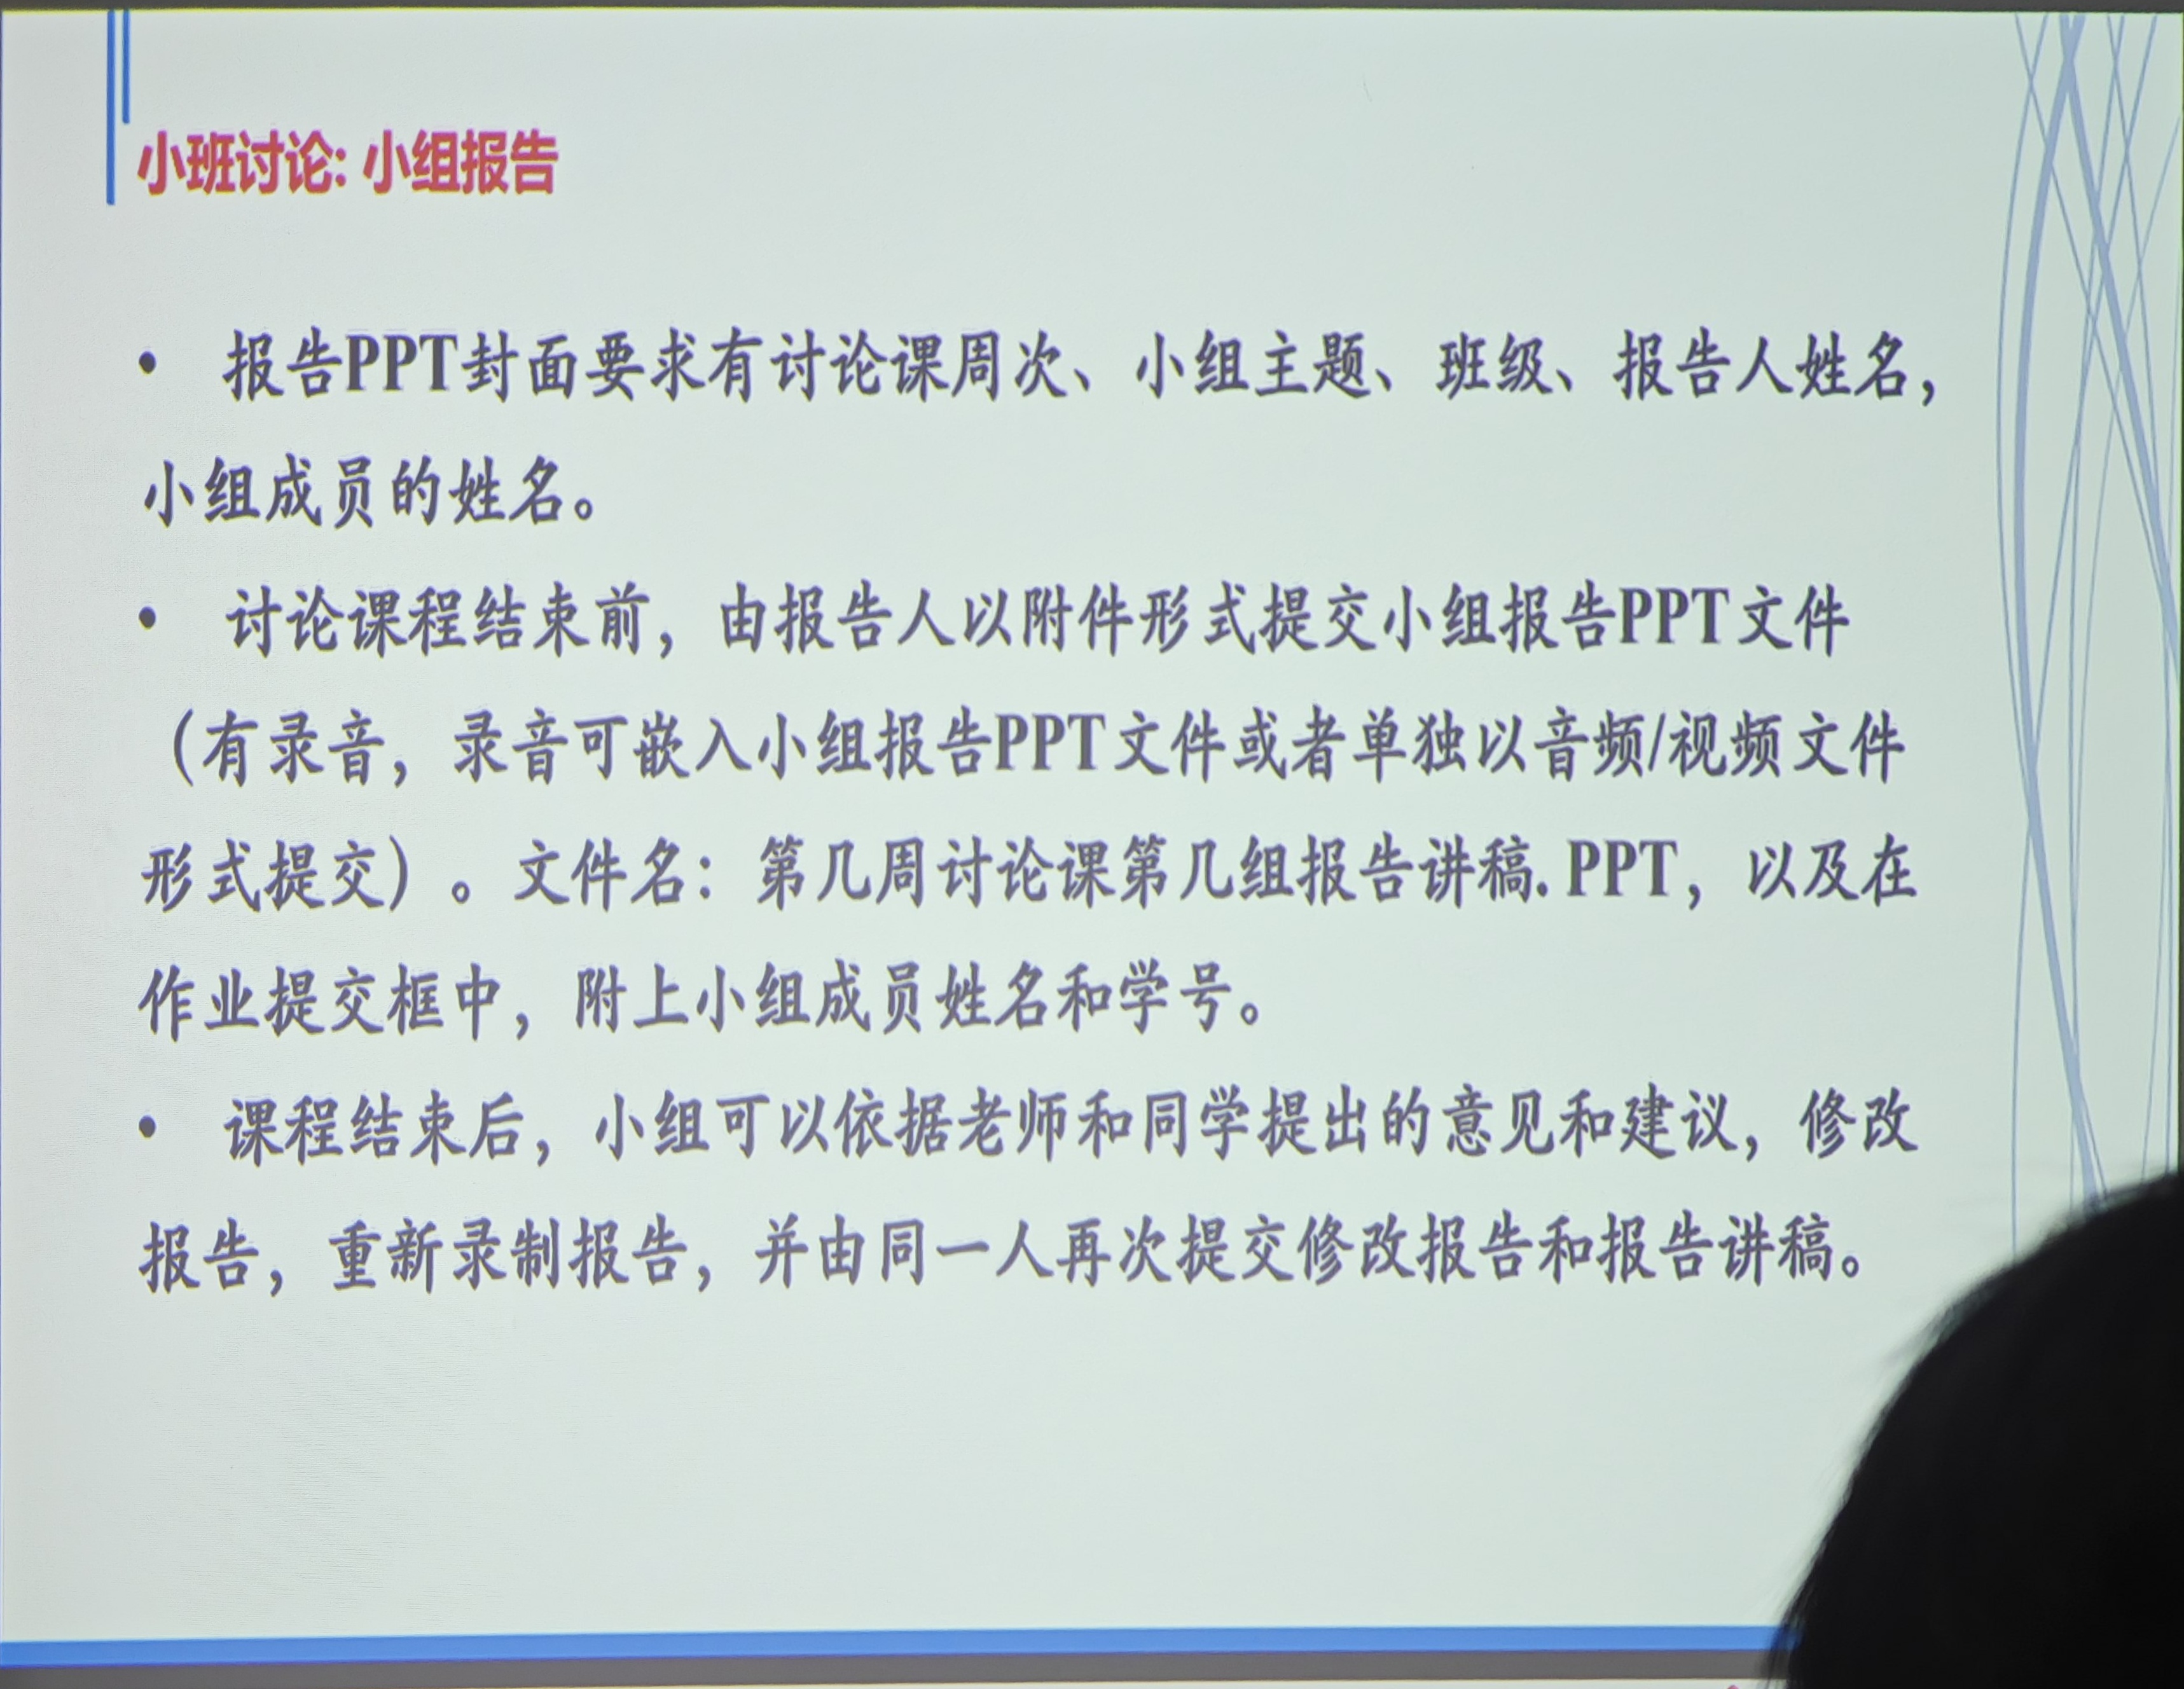 小班讨论: 小组报告
• 报告PPT封面要求有讨论课周次、小组主题、班级、报告人姓名，
小组成员的姓名。
• 讨论课程结束前，由报告人以附件形式提交小组报告PPT文件
（有录音，录音可嵌入小组报告PPT文件或者单独以音频/视频文件
形式提交）。文件名：第几周讨论课第几组报告讲稿. PPT，以及在
作业提交框中，附上小组成员姓名和学号。
• 课程结束后，小组可以依据老师和同学提出的意见和建议，修改
报告，重新录制报告，并由同一人再次提交修改报告和报告讲稿。